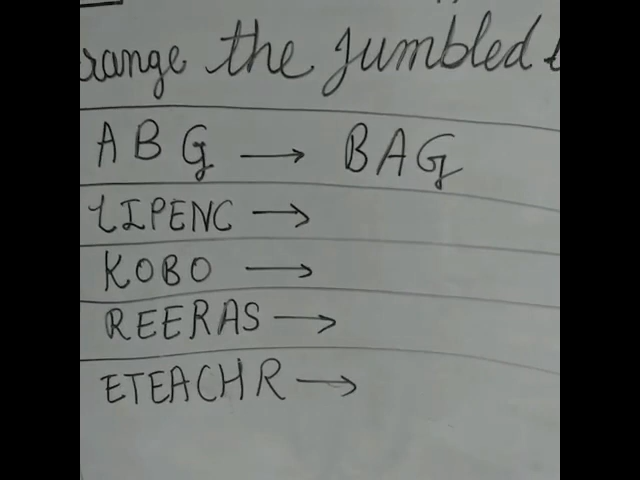 range the jumbled
ABG → BAG
LIPENC →
KOBO →
REERAS →
ETEACHR →